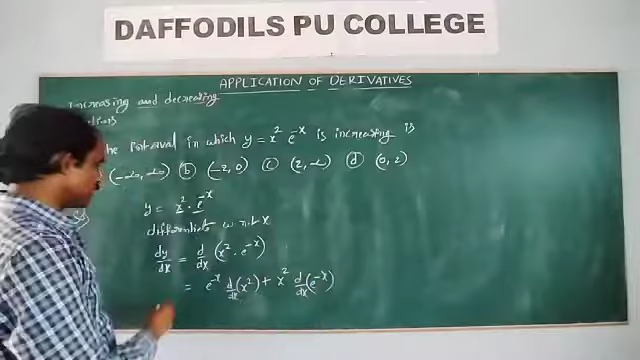 DAFFODILS PU COLLEGE
APPLICATION OF DERIVATIVES
Increasing and decreasing
the interval in which y = x² e⁻ˣ is increasing is
(-∞, ∞) ⓑ (-2, 0) ⓒ (2, ∞) ⓓ (0, 2)
y = x² · e⁻ˣ
differentiate w.r.t x
dy/dx = d/dx (x² · e⁻ˣ)
= e⁻ˣ d/dx (x²) + x² d/dx (e⁻ˣ)